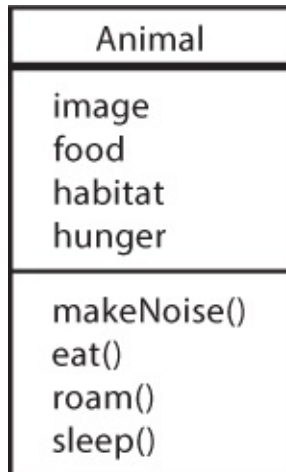 Animal
image
food
habitat
hunger
makeNoise()
eat()
roam()
sleep()